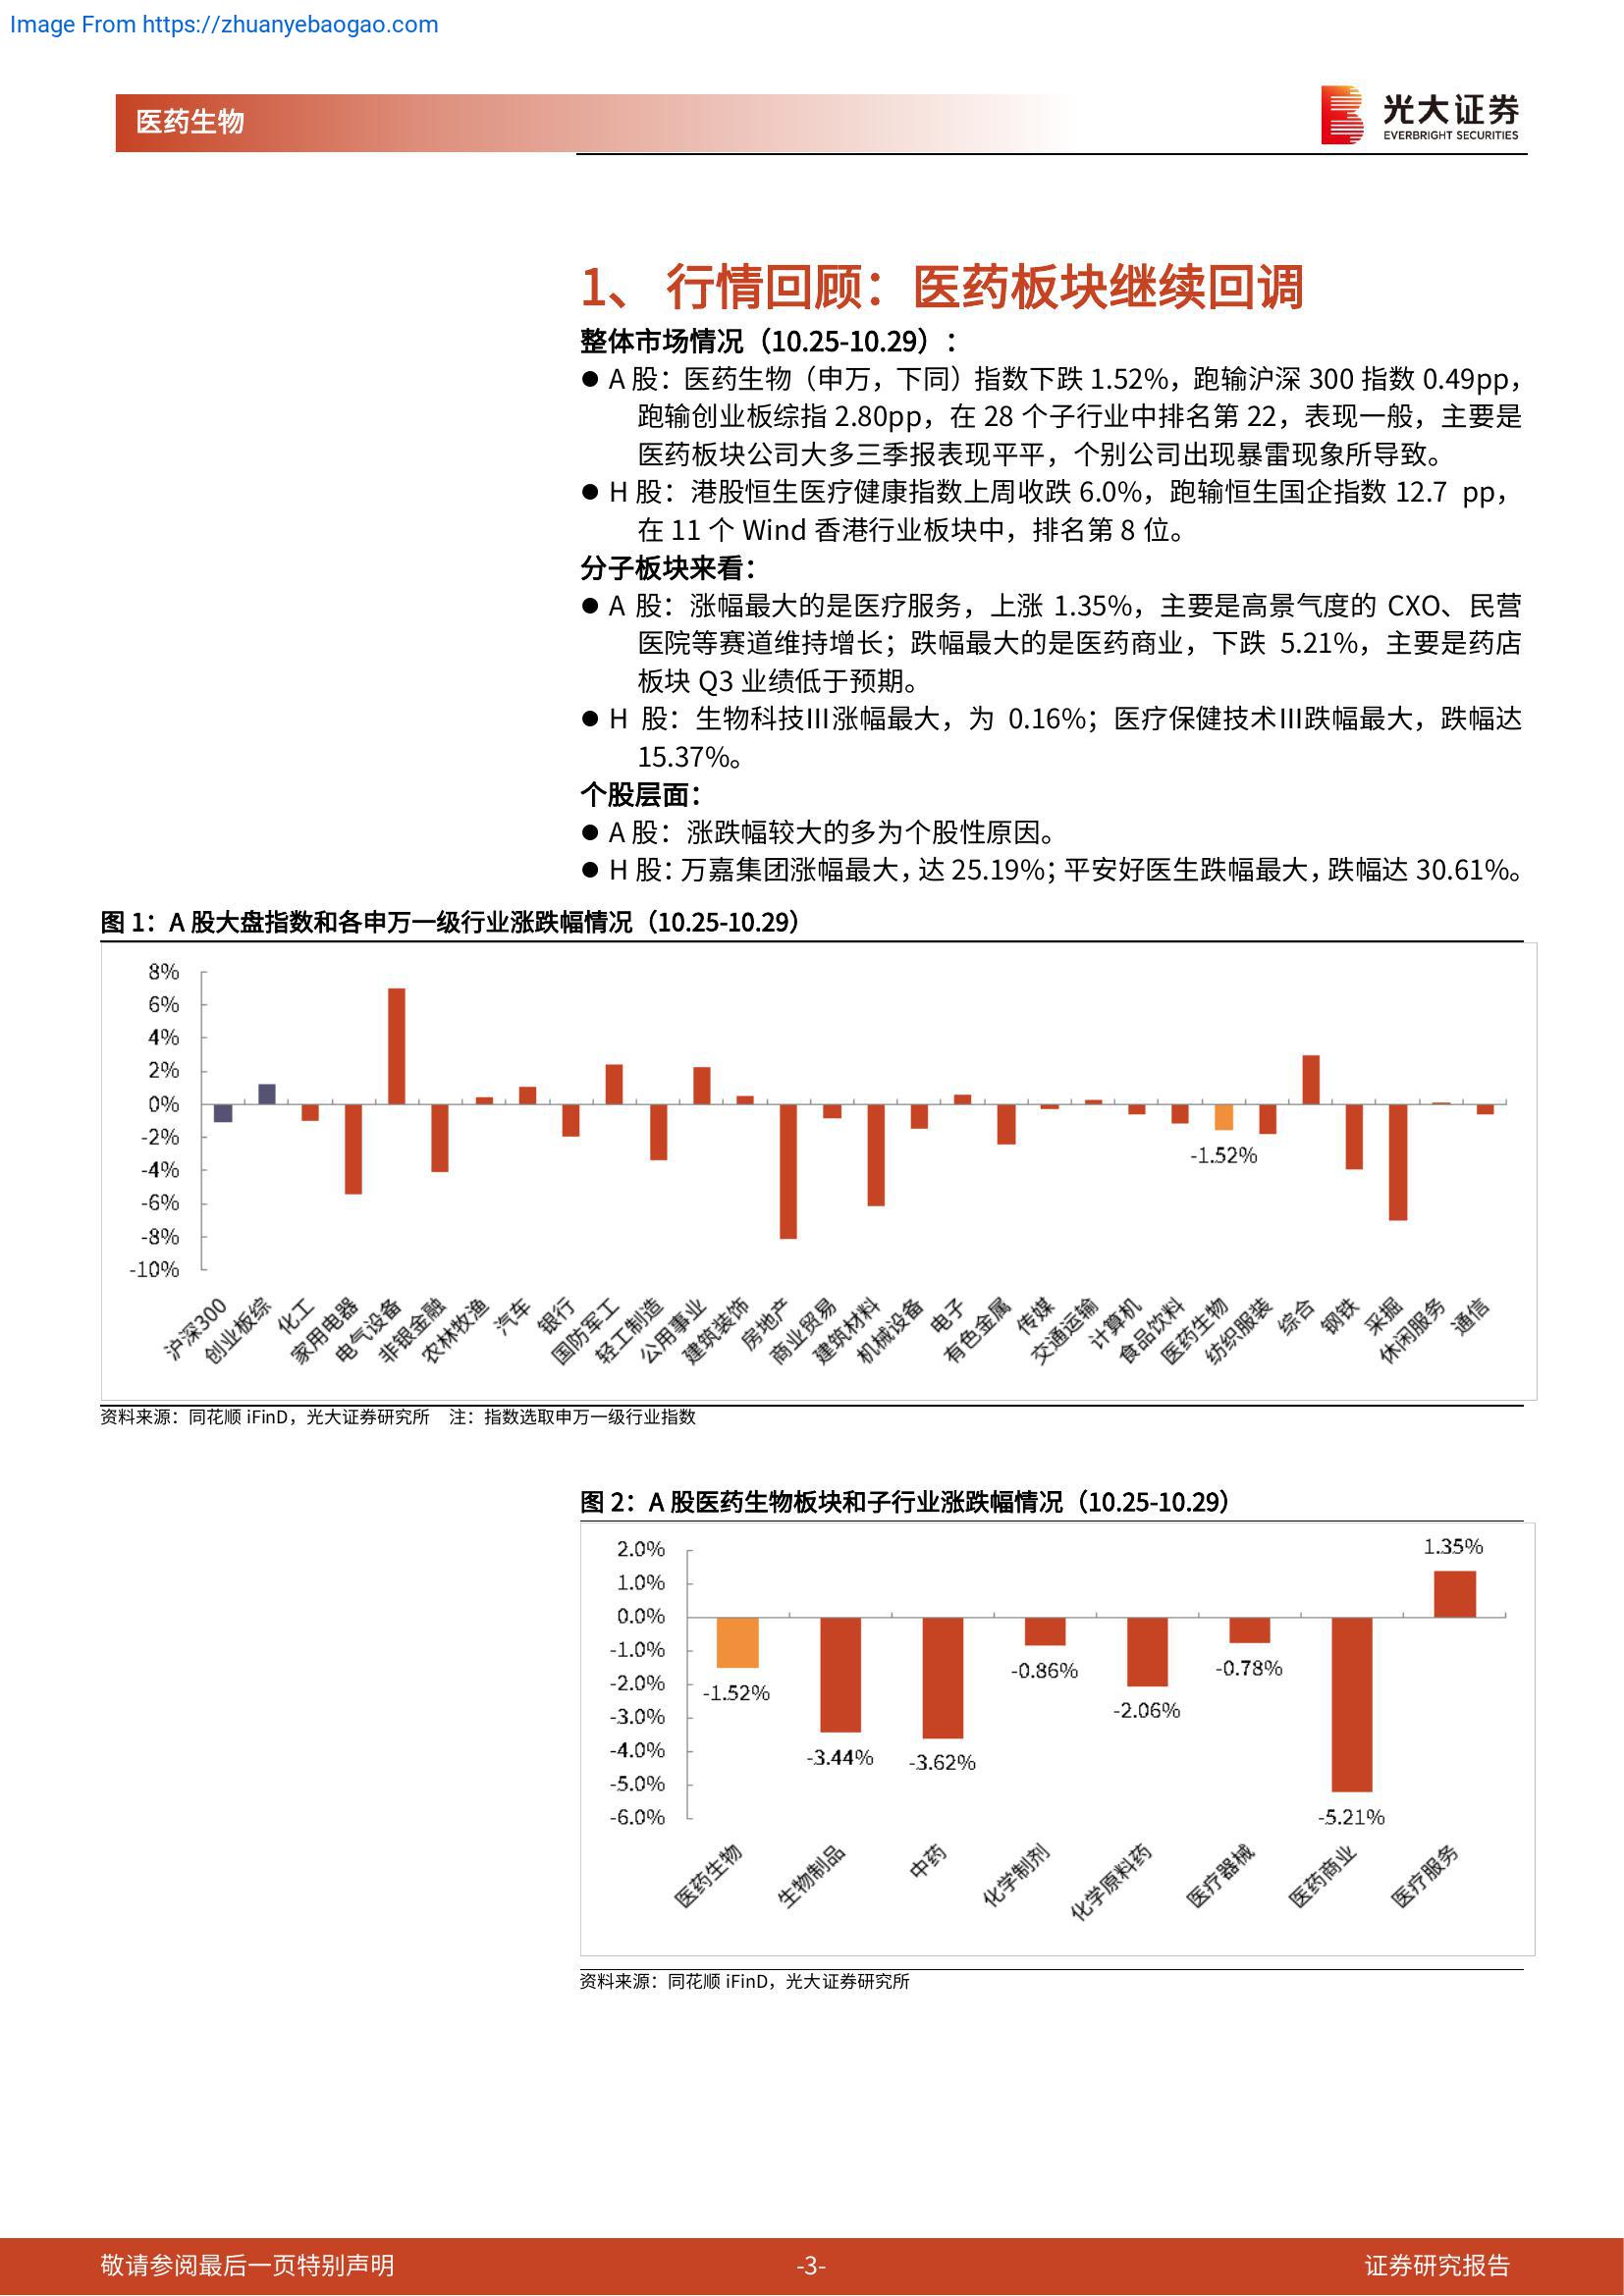 Image From https://zhuanyebaogao.com
医药生物
光大证券
EVERBRIGHT SECURITIES
1、 行情回顾：医药板块继续回调
整体市场情况（10.25-10.29）：
● A 股：医药生物（申万，下同）指数下跌 1.52%，跑输沪深 300 指数 0.49pp，
跑输创业板综指 2.80pp，在 28 个子行业中排名第 22，表现一般，主要是
医药板块公司大多三季报表现平平，个别公司出现暴雷现象所导致。
● H 股：港股恒生医疗健康指数上周收跌 6.0%，跑输恒生国企指数 12.7 pp，
在 11 个 Wind 香港行业板块中，排名第 8 位。
分子板块来看：
● A 股：涨幅最大的是医疗服务，上涨 1.35%，主要是高景气度的 CXO、民营
医院等赛道维持增长；跌幅最大的是医药商业，下跌 5.21%，主要是药店
板块 Q3 业绩低于预期。
● H 股：生物科技III涨幅最大，为 0.16%；医疗保健技术III跌幅最大，跌幅达
15.37%。
个股层面：
● A 股：涨跌幅较大的多为个股性原因。
● H 股：万嘉集团涨幅最大，达 25.19%；平安好医生跌幅最大，跌幅达 30.61%。
图 1：A 股大盘指数和各申万一级行业涨跌幅情况（10.25-10.29）
8%
6%
4%
2%
0%
-2%
-4%
-6%
-8%
-10%
-1.52%
沪深300
创业板综
化工
家用电器
电气设备
非银金融
农林牧渔
汽车
银行
国防军工
轻工制造
公用事业
建筑装饰
房地产
商业贸易
建筑材料
机械设备
电子
有色金属
传媒
交通运输
计算机
食品饮料
医药生物
纺织服装
综合
钢铁
采掘
休闲服务
通信
资料来源：同花顺 iFinD，光大证券研究所 注：指数选取申万一级行业指数
图 2：A 股医药生物板块和子行业涨跌幅情况（10.25-10.29）
2.0%
1.0%
0.0%
-1.0%
-2.0%
-3.0%
-4.0%
-5.0%
-6.0%
-1.52%
-3.44%
-3.62%
-0.86%
-2.06%
-0.78%
-5.21%
1.35%
医药生物
生物制品
中药
化学制剂
化学原料药
医疗器械
医药商业
医疗服务
资料来源：同花顺 iFinD，光大证券研究所
敬请参阅最后一页特别声明
-3-
证券研究报告